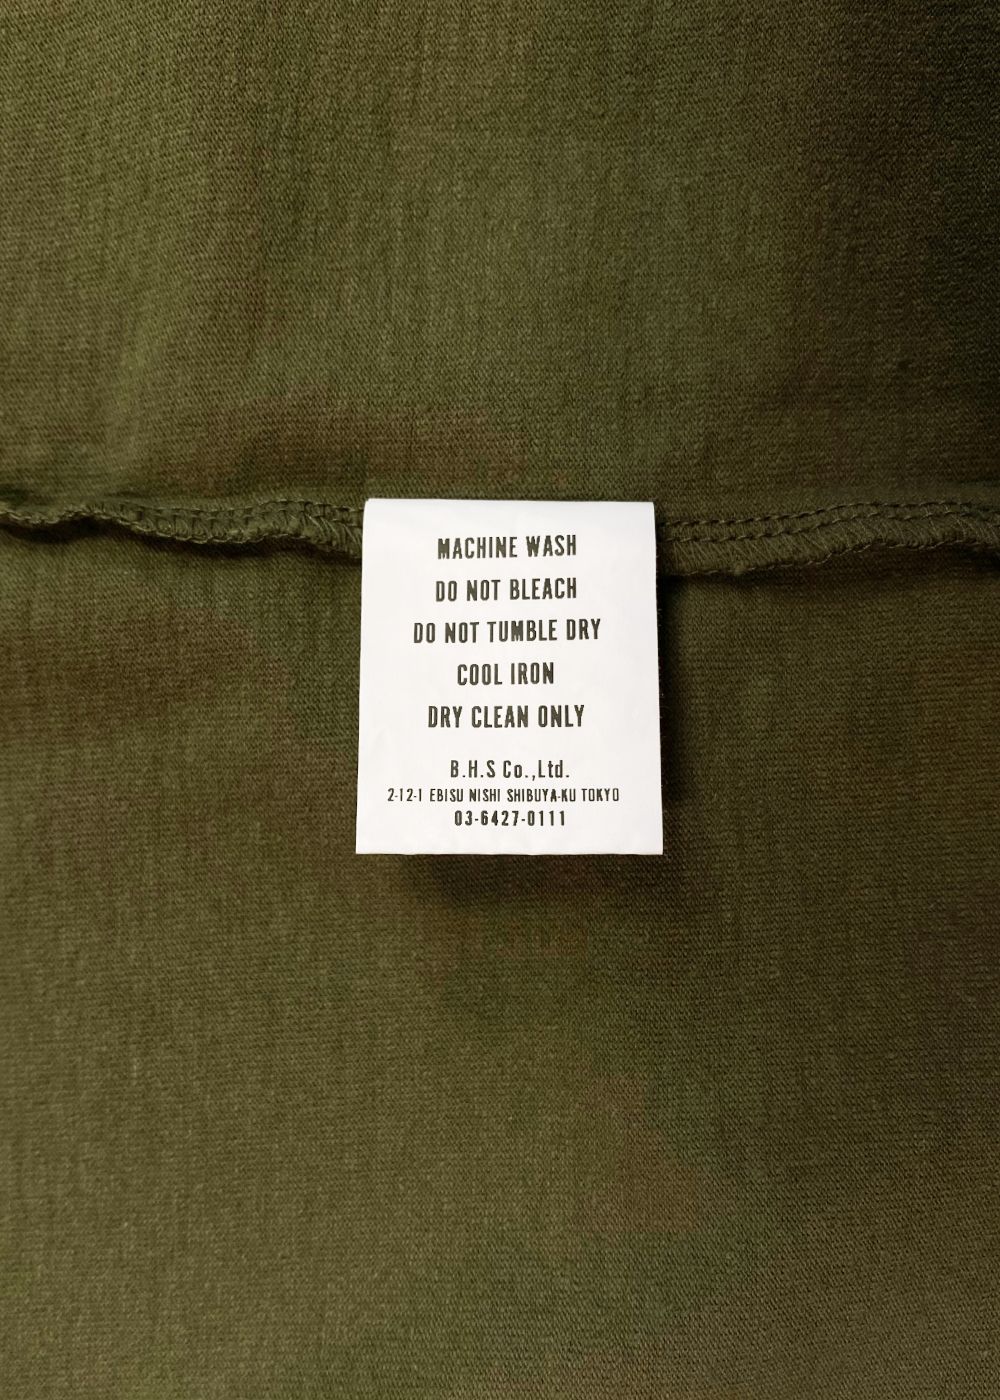 MACHINE WASH
DO NOT BLEACH
DO NOT TUMBLE DRY
COOL IRON
DRY CLEAN ONLY
B.H.S Co.,Ltd.
2-12-1 EBISU NISHI SHIBUYA-KU TOKYO
03-6427-0111